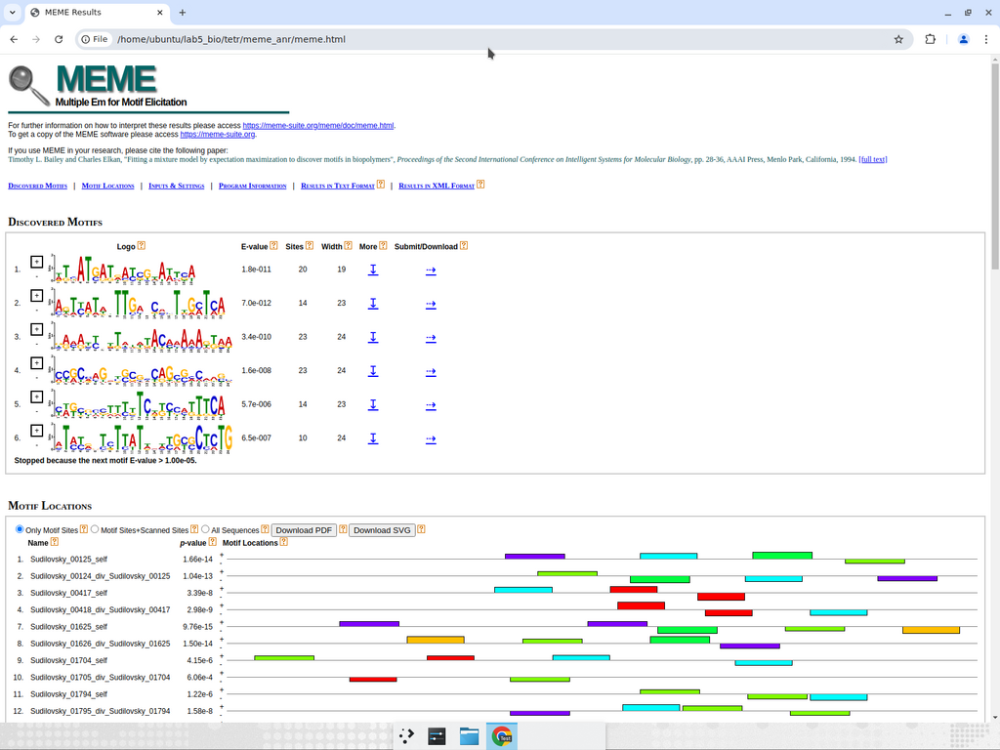 MEME Results
File
/home/ubuntu/lab5_bio/tetr/meme_anr/meme.html
MEME
Multiple Em for Motif Elicitation
For further information on how to interpret these results please access https://meme-suite.org/meme/doc/meme.html.
To get a copy of the MEME software please access https://meme-suite.org.
If you use MEME in your research, please cite the following paper:
Timothy L. Bailey and Charles Elkan, "Fitting a mixture model by expectation maximization to discover motifs in biopolymers", Proceedings of the Second International Conference on Intelligent Systems for Molecular Biology, pp. 28-36, AAAI Press, Menlo Park, California, 1994. [full text]
Discovered Motifs | Motif Locations | Inputs & Settings | Program Information | Results in Text Format ? | Results in XML Format ?
Discovered Motifs
Logo ? E-value ? Sites ? Width ? More ? Submit/Download ?
1. + - 1.8e-011 20 19 ↧ ⇢
2. + - 7.0e-012 14 23 ↧ ⇢
3. + - 3.4e-010 23 24 ↧ ⇢
4. + - 1.6e-008 23 24 ↧ ⇢
5. + - 5.7e-006 14 23 ↧ ⇢
6. + - 6.5e-007 10 24 ↧ ⇢
Stopped because the next motif E-value > 1.00e-05.
Motif Locations
Only Motif Sites ? Motif Sites+Scanned Sites ? All Sequences ? Download PDF ? Download SVG ?
Name ? p-value ? Motif Locations ?
1. Sudilovsky_00125_self 1.66e-14 + -
2. Sudilovsky_00124_div_Sudilovsky_00125 1.04e-13 + -
3. Sudilovsky_00417_self 3.39e-8 + -
4. Sudilovsky_00418_div_Sudilovsky_00417 2.98e-9 + -
7. Sudilovsky_01625_self 9.76e-15 + -
8. Sudilovsky_01626_div_Sudilovsky_01625 1.50e-14 + -
9. Sudilovsky_01704_self 4.15e-6 + -
10. Sudilovsky_01705_div_Sudilovsky_01704 6.06e-4 + -
11. Sudilovsky_01794_self 1.22e-6 + -
12. Sudilovsky_01795_div_Sudilovsky_01794 1.58e-8 + -
Test